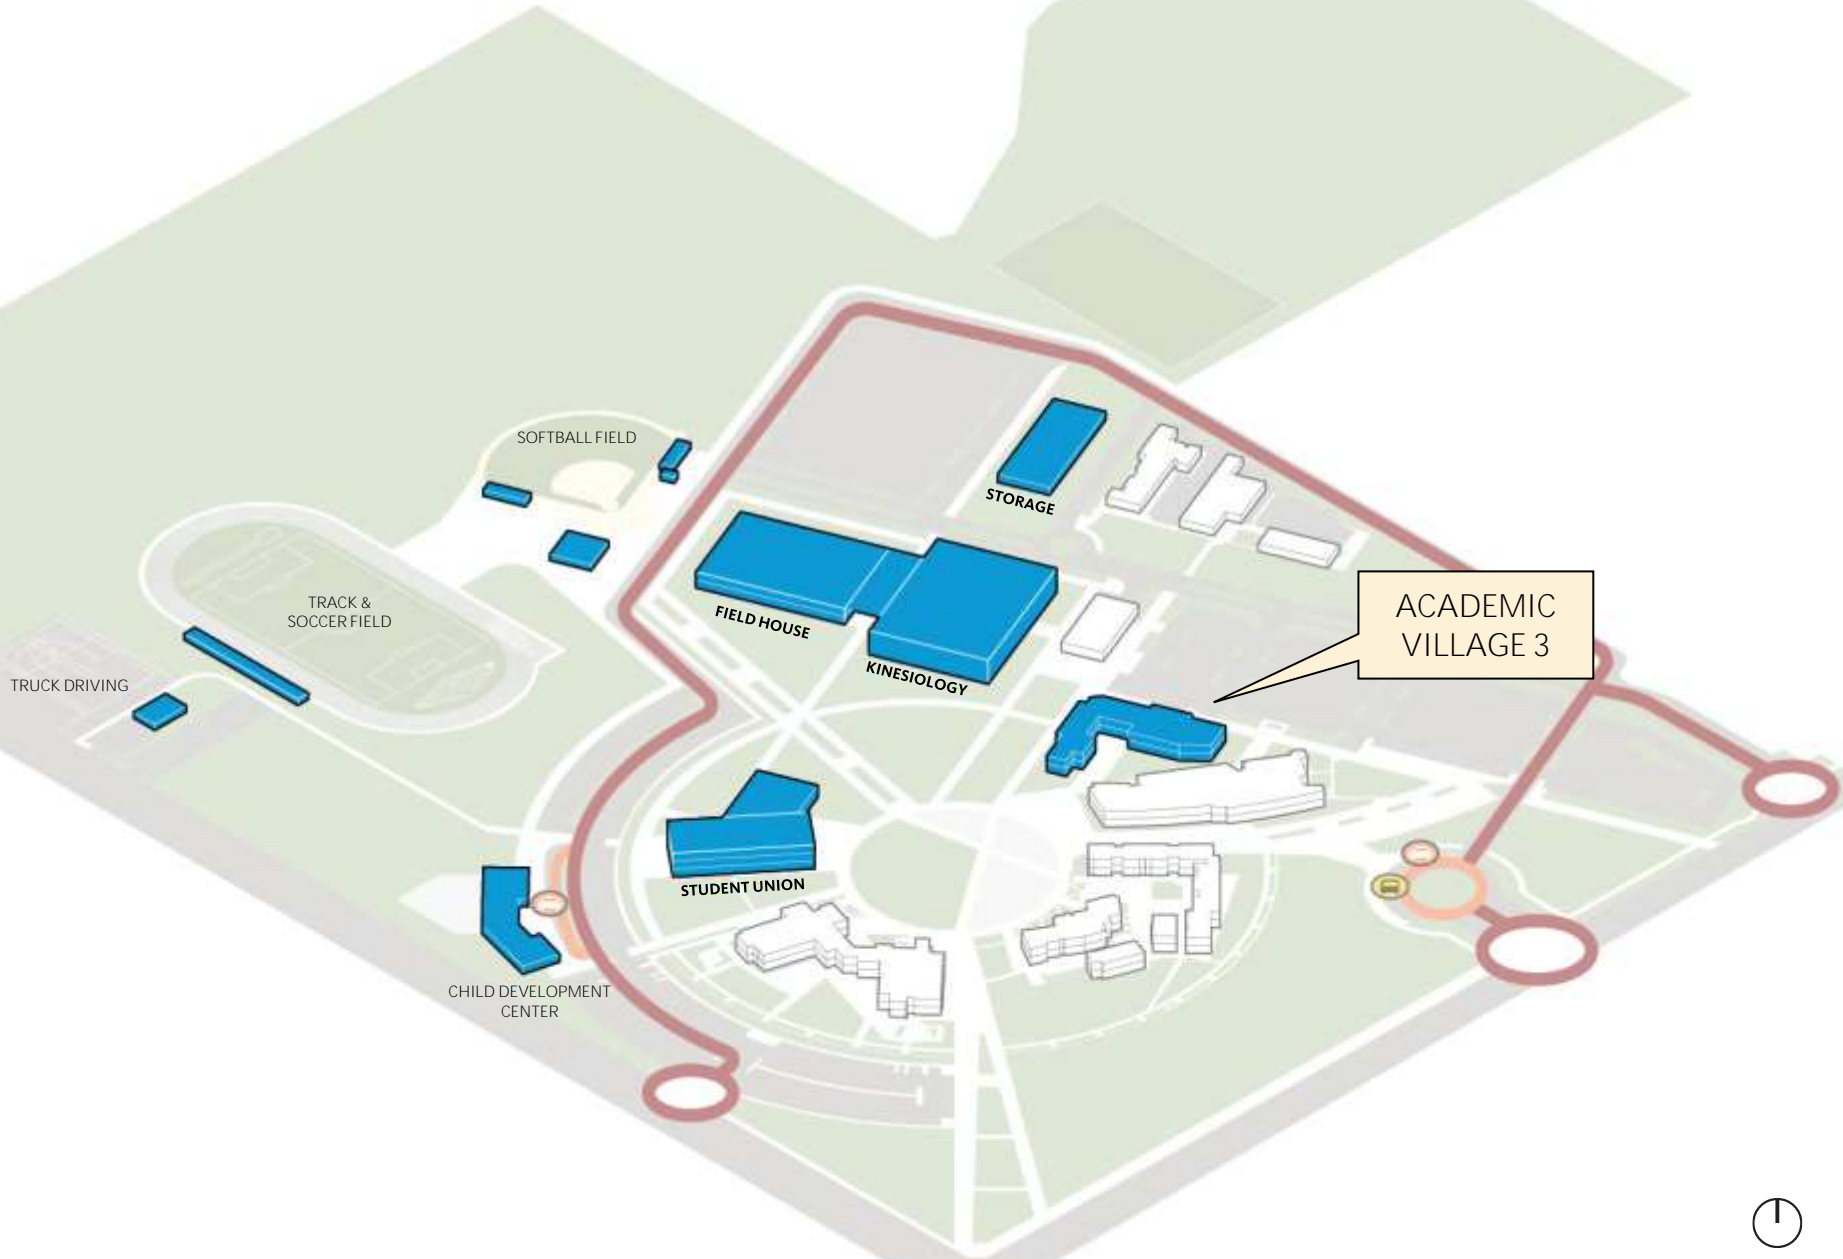 SOFTBALL FIELD
STORAGE
TRACK &
SOCCER FIELD
FIELD HOUSE
ACADEMIC
VILLAGE 3
KINESIOLOGY
TRUCK DRIVING
STUDENT UNION
CHILD DEVELOPMENT
CENTER